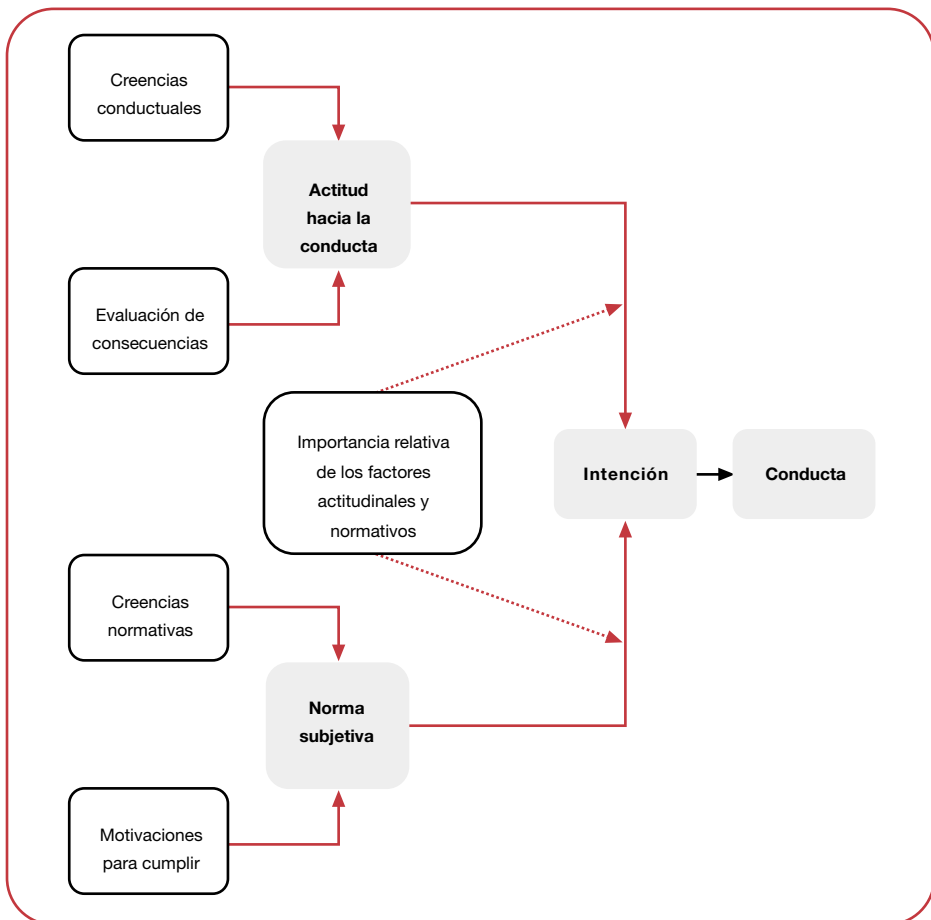 Creencias
conductuales
Actitud
hacia la
conducta
Evaluación de
consecuencias
Importancia relativa
de los factores
actitudinales y
normativos
Intención
Conducta
Creencias
normativas
Norma
subjetiva
Motivaciones
para cumplir